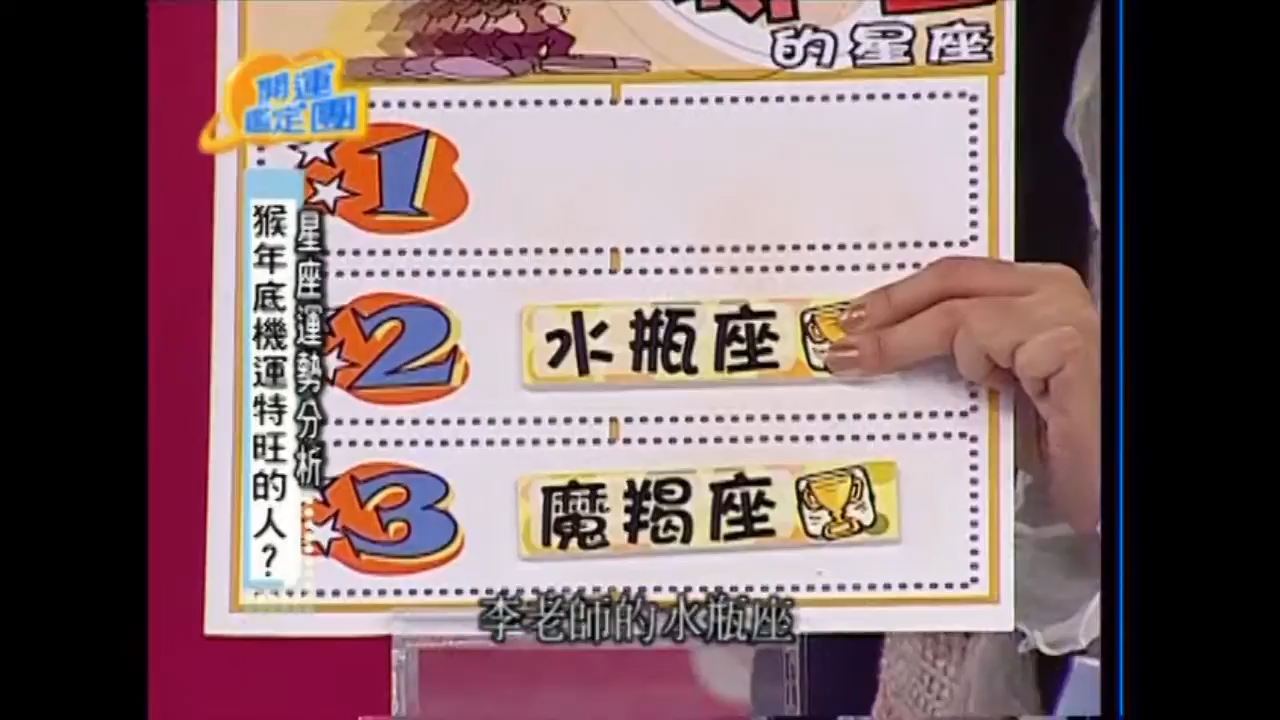 的星座
開運
鑑定團
1
2
水瓶座
3
魔羯座
星座運勢分析
猴年底機運特旺的人？
李老師的水瓶座